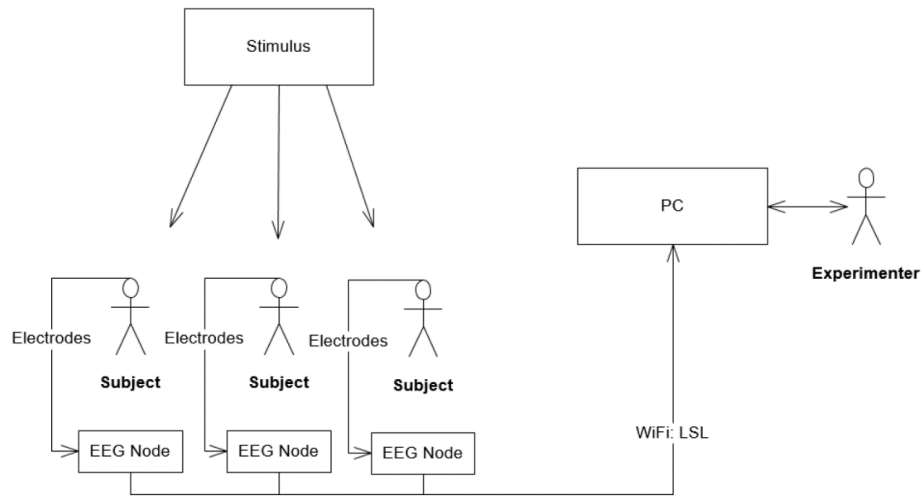 Stimulus
PC
Experimenter
Electrodes
Electrodes
Electrodes
Subject
Subject
Subject
WiFi: LSL
EEG Node
EEG Node
EEG Node